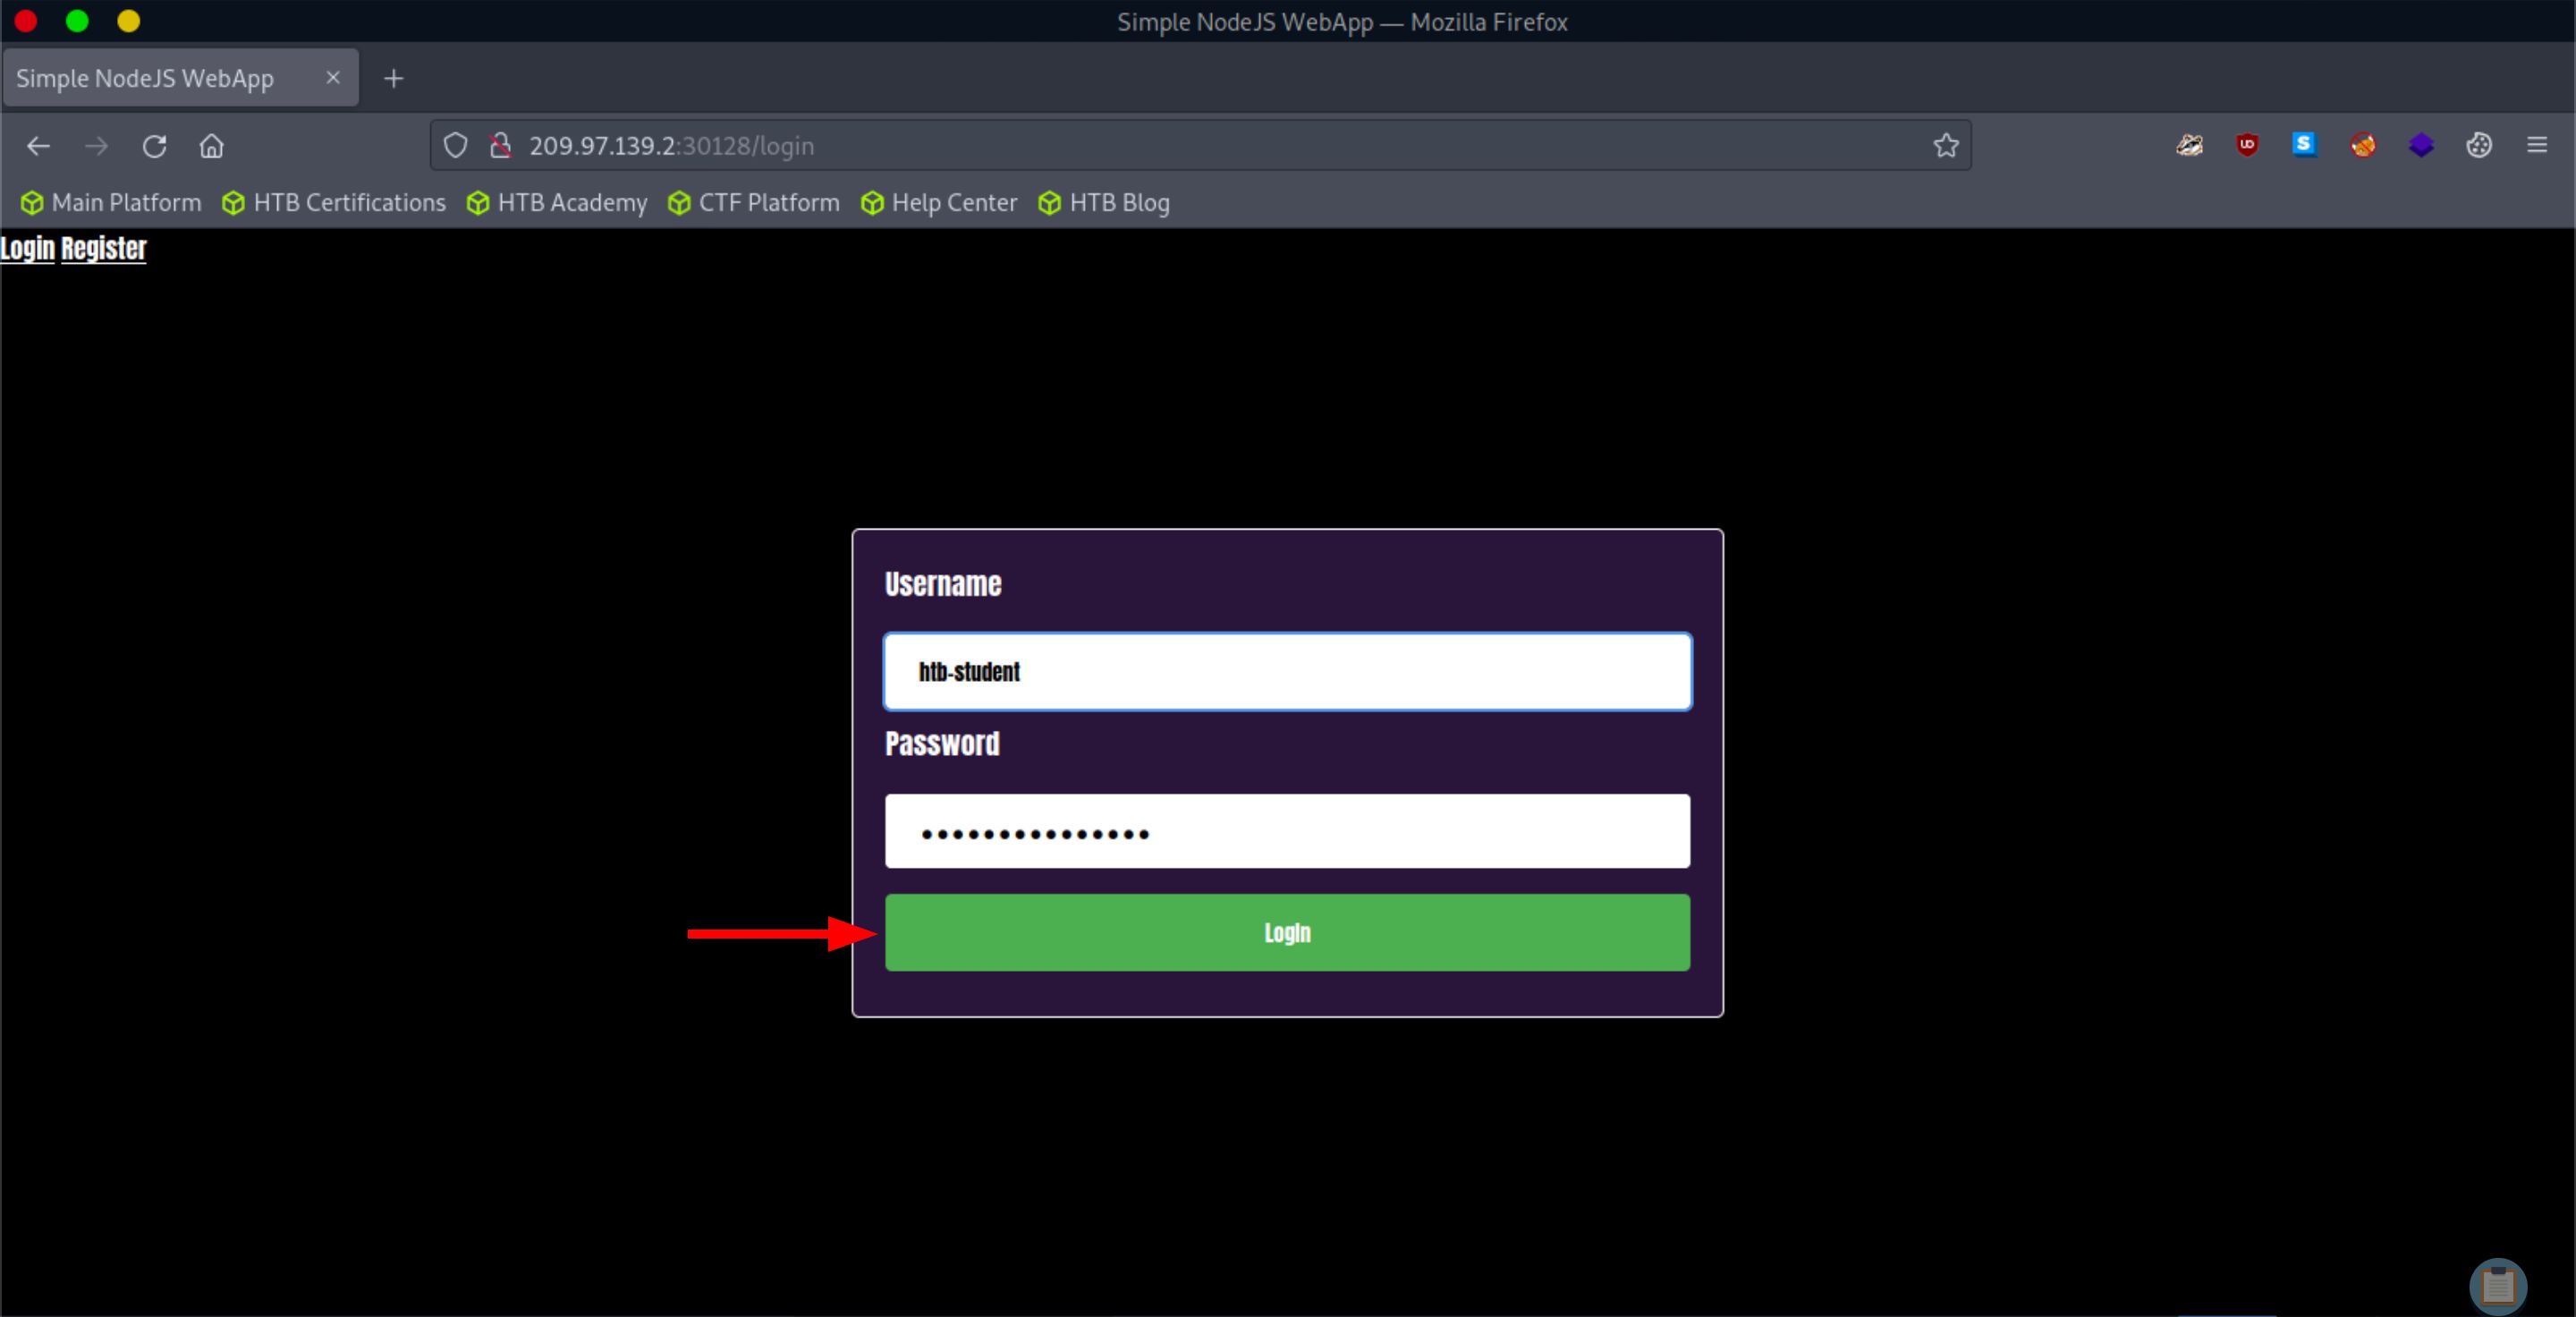 Simple NodeJS WebApp — Mozilla Firefox
Simple NodeJS WebApp
209.97.139.2:30128/login
UO
S
Main Platform HTB Certifications HTB Academy CTF Platform Help Center HTB Blog
Login Register
Username
htb-student
Password
•••••••••••••••
LogIn